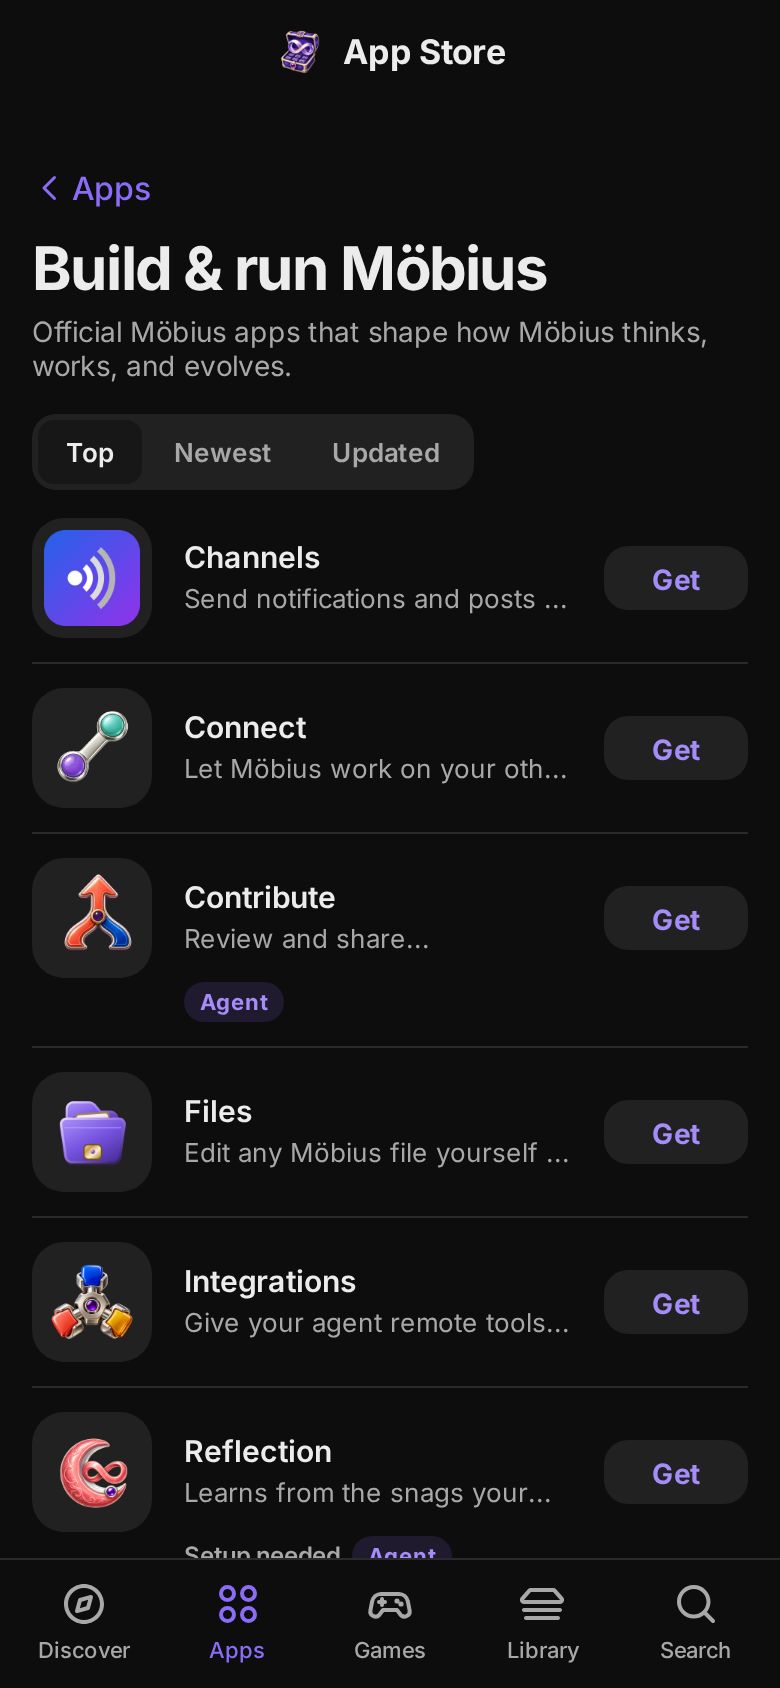 App Store
Apps
Build & run Möbius
Official Möbius apps that shape how Möbius thinks,
works, and evolves.
Top Newest Updated
Channels
Send notifications and posts ...
Get
Connect
Let Möbius work on your oth...
Get
Contribute
Review and share...
Get
Agent
Files
Edit any Möbius file yourself ...
Get
Integrations
Give your agent remote tools...
Get
Reflection
Learns from the snags your...
Get
Setup needed Agent
Discover Apps Games Library Search